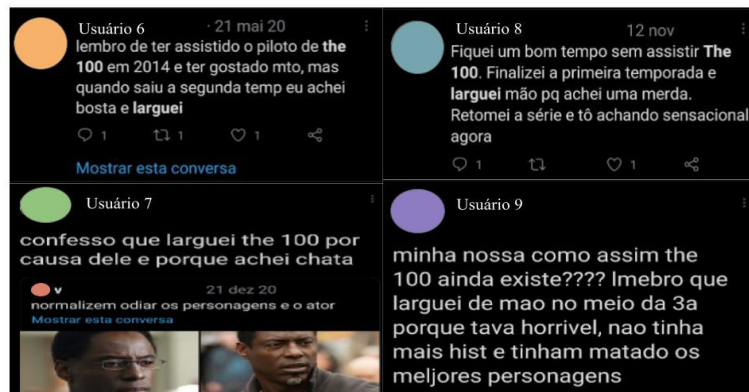 Usuário 6 · 21 mai 20
lembro de ter assistido o piloto de the
100 em 2014 e ter gostado mto, mas
quando saiu a segunda temp eu achei
bosta e larguei
1 1 1
Mostrar esta conversa
Usuário 8 12 nov
Fiquei um bom tempo sem assistir The
100. Finalizei a primeira temporada e
larguei mão pq achei uma merda.
Retomei a série e tô achando sensacional
agora
1 1
Usuário 7
confesso que larguei the 100 por
causa dele e porque achei chata
v 21 dez 20
normalizem odiar os personagens e o ator
Mostrar esta conversa
Usuário 9
minha nossa como assim the
100 ainda existe???? lmebro que
larguei de mao no meio da 3a
porque tava horrivel, nao tinha
mais hist e tinham matado os
meljores personagens